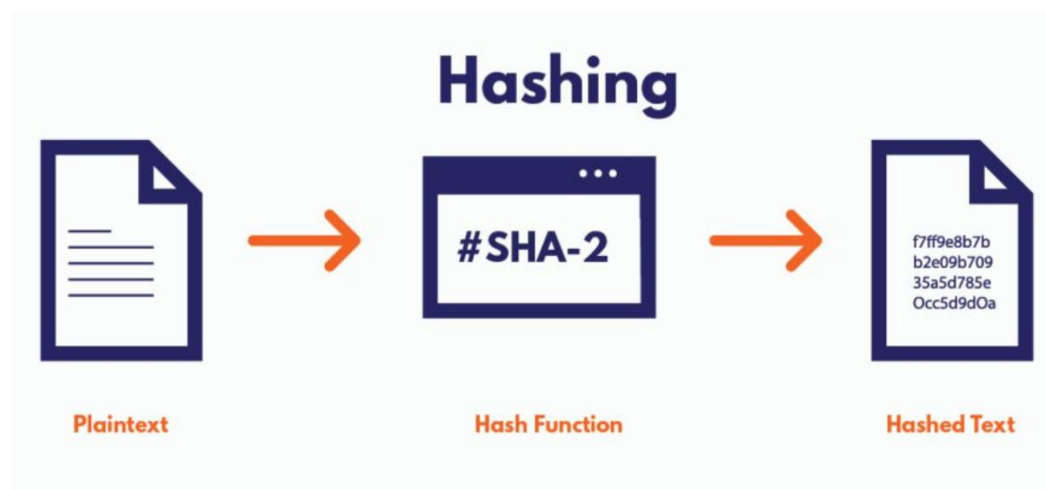 Hashing
#SHA-2
f7ff9e8b7b
b2e09b709
35a5d785e
Occ5d9dOa
Plaintext
Hash Function
Hashed Text